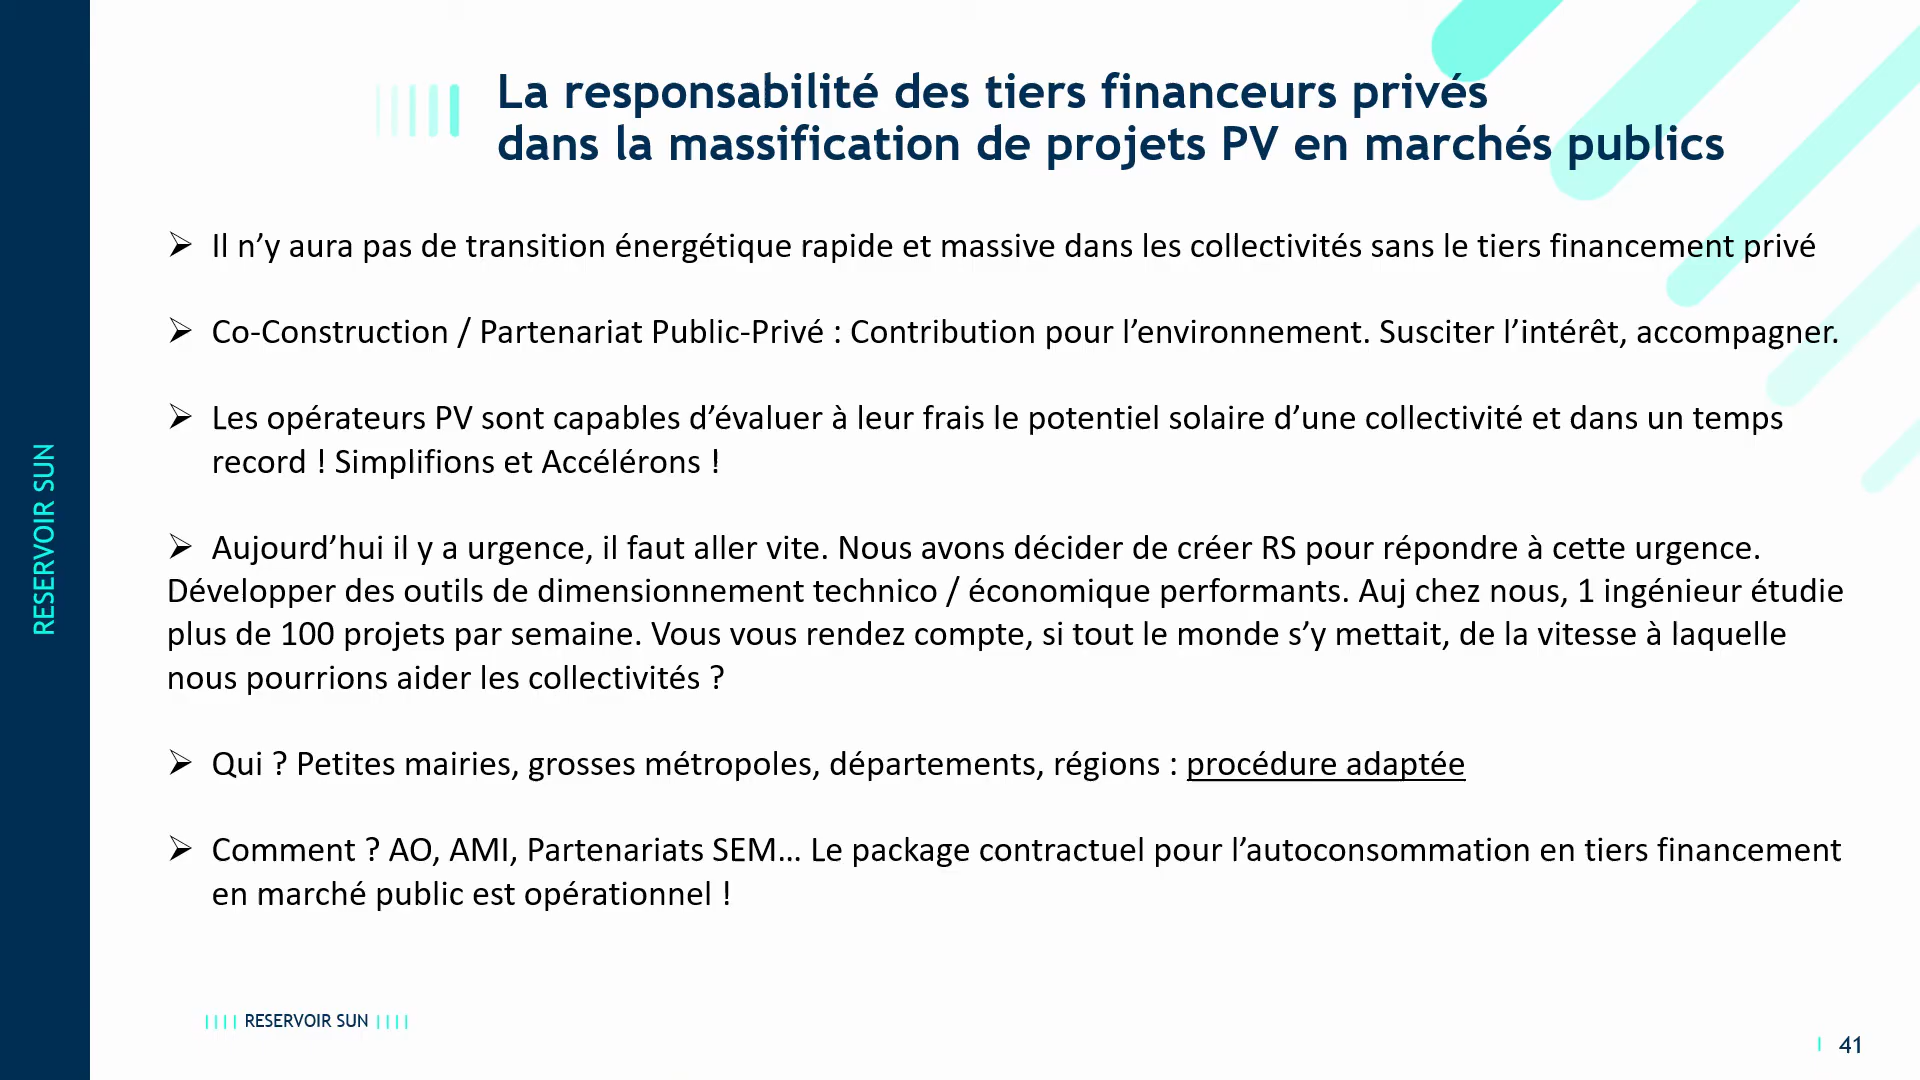 La responsabilité des tiers financeurs privés
dans la massification de projets PV en marchés publics
➢ Il n’y aura pas de transition énergétique rapide et massive dans les collectivités sans le tiers financement privé
➢ Co-Construction / Partenariat Public-Privé : Contribution pour l’environnement. Susciter l’intérêt, accompagner.
➢ Les opérateurs PV sont capables d’évaluer à leur frais le potentiel solaire d’une collectivité et dans un temps
record ! Simplifions et Accélérons !
➢ Aujourd’hui il y a urgence, il faut aller vite. Nous avons décider de créer RS pour répondre à cette urgence.
Développer des outils de dimensionnement technico / économique performants. Auj chez nous, 1 ingénieur étudie
plus de 100 projets par semaine. Vous vous rendez compte, si tout le monde s’y mettait, de la vitesse à laquelle
nous pourrions aider les collectivités ?
➢ Qui ? Petites mairies, grosses métropoles, départements, régions : procédure adaptée
➢ Comment ? AO, AMI, Partenariats SEM… Le package contractuel pour l’autoconsommation en tiers financement
en marché public est opérationnel !
RESERVOIR SUN
RESERVOIR SUN
41